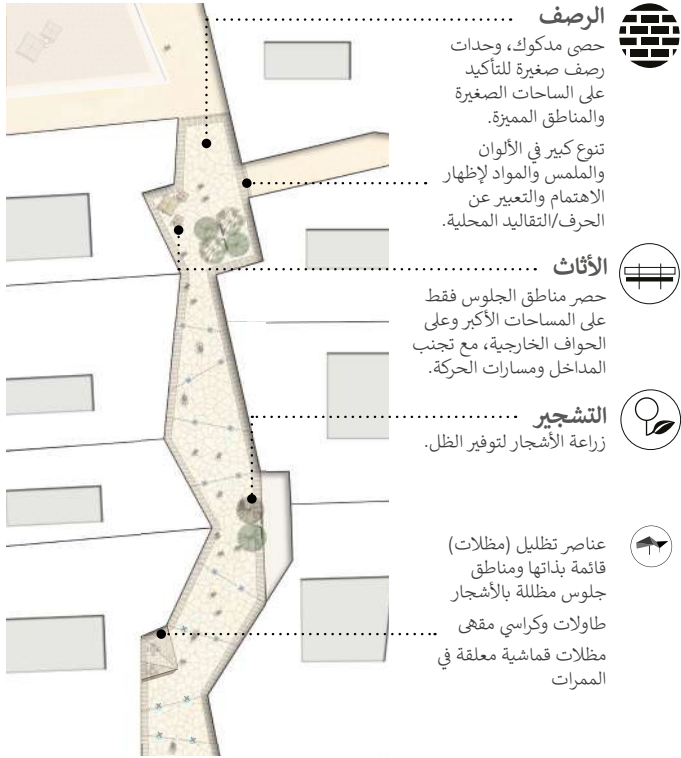 الرصف
حصى مدكوك، وحدات
رصف صغيرة للتأكيد
على الساحات الصغيرة
والمناطق المميزة.
تنوع كبير في الألوان
والملمس والمواد لإظهار
الاهتمام والتعبير عن
الحرف/التقاليد المحلية.
الأثاث
حصر مناطق الجلوس فقط
على المساحات الأكبر وعلى
الحواف الخارجية، مع تجنب
المداخل ومسارات الحركة.
التشجير
زراعة الأشجار لتوفير الظل.
عناصر تظليل (مظلات)
قائمة بذاتها ومناطق
جلوس مظللة بالأشجار
طاولات وكراسي مقهى
مظلات قماشية معلقة في
الممرات